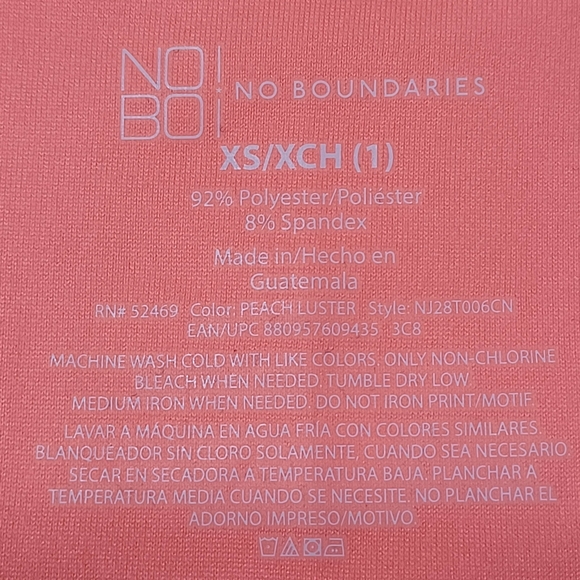 NO
BO
NO BOUNDARIES
XS/XCH (1)
92% Polyester/Poliéster
8% Spandex
Made in/Hecho en
Guatemala
RN# 52469 Color: PEACH LUSTER Style: NJ28T006CN
EAN/UPC 880957609435 3C8
MACHINE WASH COLD WITH LIKE COLORS. ONLY NON-CHLORINE
BLEACH WHEN NEEDED. TUMBLE DRY LOW.
MEDIUM IRON WHEN NEEDED. DO NOT IRON PRINT/MOTIF.
LAVAR A MÁQUINA EN AGUA FRÍA CON COLORES SIMILARES.
BLANQUEADOR SIN CLORO SOLAMENTE, CUANDO SEA NECESARIO.
SECAR EN SECADORA A TEMPERATURA BAJA. PLANCHAR A
TEMPERATURA MEDIA CUANDO SE NECESITE. NO PLANCHAR EL
ADORNO IMPRESO/MOTIVO.